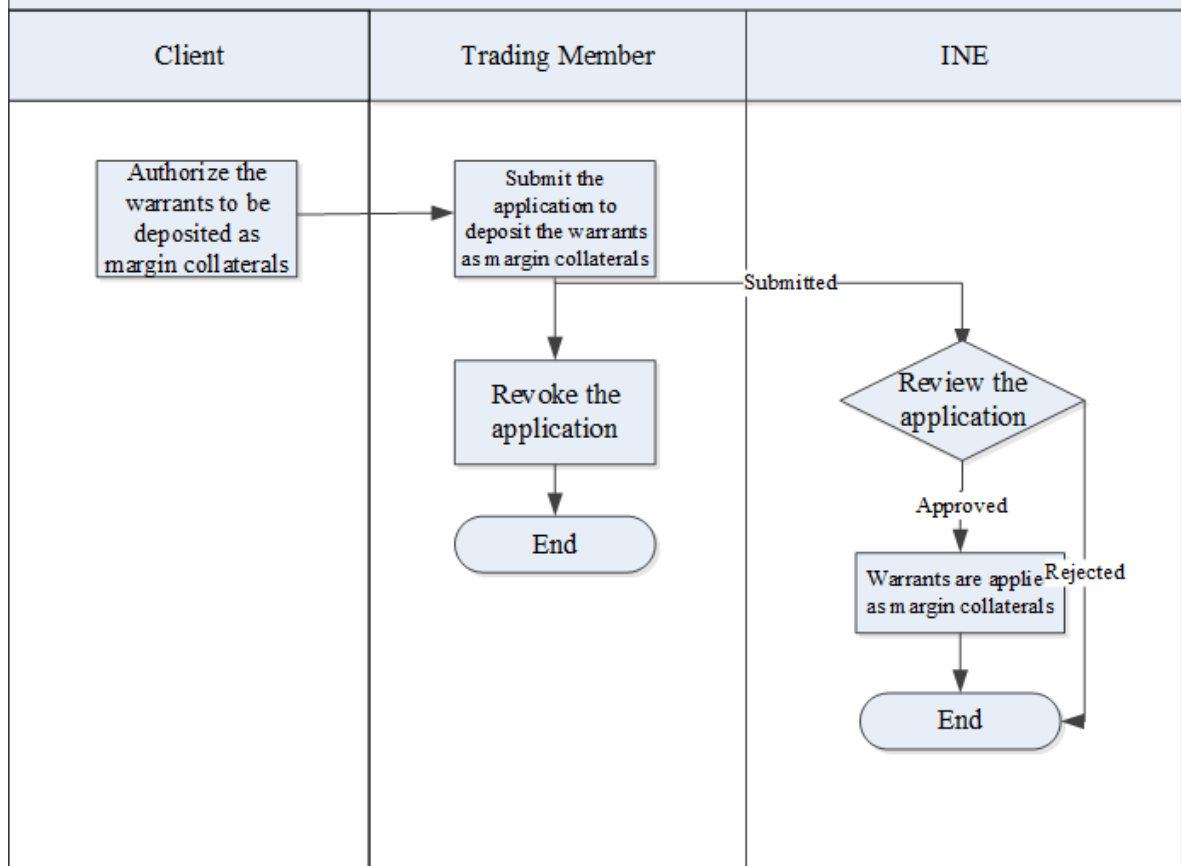 Client
Trading Member
INE
Authorize the
warrants to be
deposited as
margin collaterals
Submit the
application to
deposit the warrants
as margin collaterals
Submitted
Revoke the
application
Review the
application
End
Approved
Warrants are applie
as margin collaterals
Rejected
End